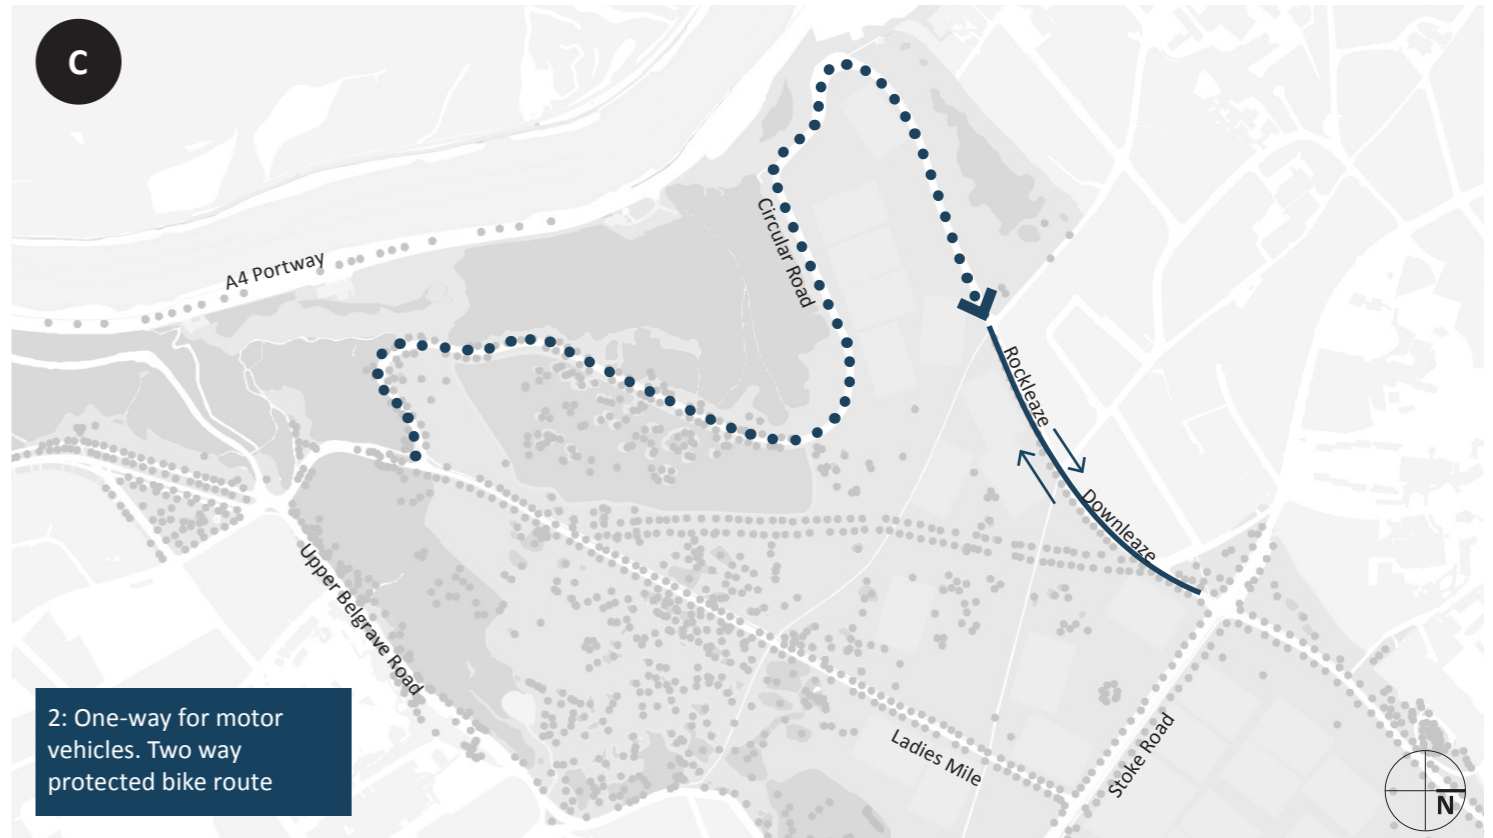 C
A4 Portway
Circular Road
Rockleaze
Downleaze
Upper Belgrave Road
Ladies Mile
Stoke Road
2: One-way for motor
vehicles. Two way
protected bike route
N